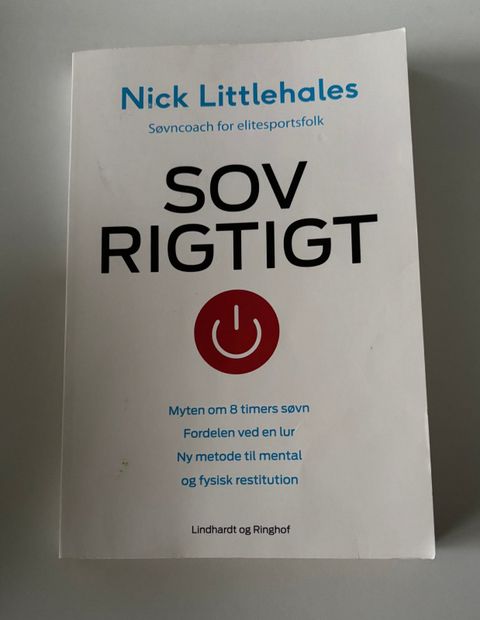 Nick Littlehales
Søvncoach for elitesportsfolk
SOV
RIGTIGT
Myten om 8 timers søvn
Fordelen ved en lur
Ny metode til mental
og fysisk restitution
Lindhardt og Ringhof